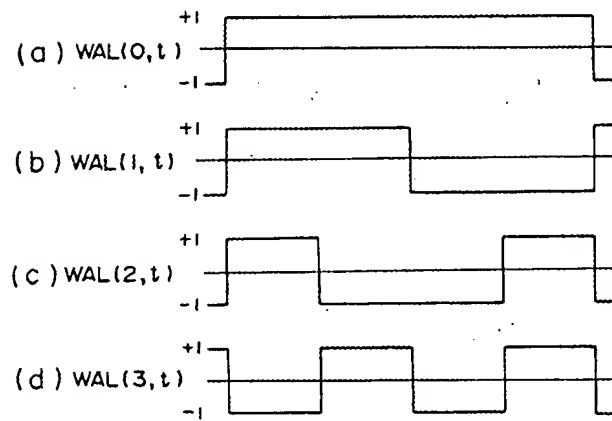 +1
(a) WAL(0,t)
-1
+1
(b) WAL(1,t)
-1
+1
(c) WAL(2,t)
-1
+1
(d) WAL(3,t)
-1